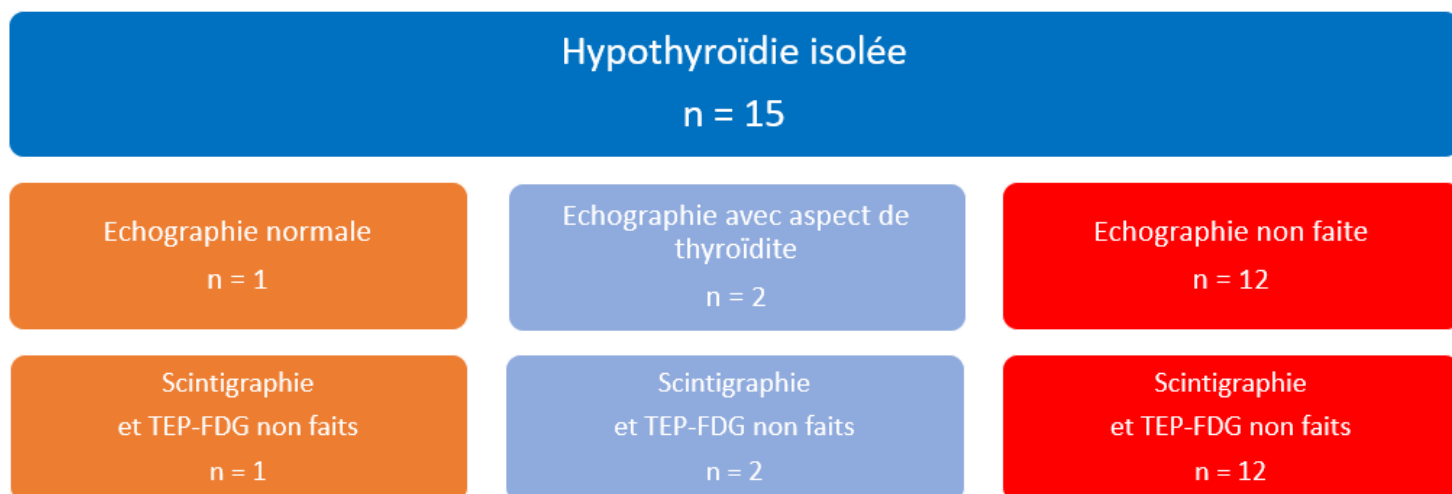 Hypothyroïdie isolée
n = 15
Echographie normale
n = 1
Echographie avec aspect de
thyroïdite
n = 2
Echographie non faite
n = 12
Scintigraphie
et TEP-FDG non faits
n = 1
Scintigraphie
et TEP-FDG non faits
n = 2
Scintigraphie
et TEP-FDG non faits
n = 12